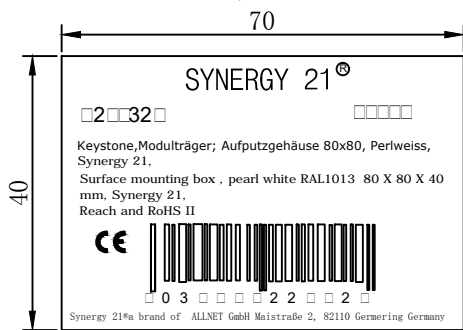 70
40
SYNERGY 21®
□2□□32□ □□□□□
Keystone,Modulträger; Aufputzgehäuse 80x80, Perlweiss,
Synergy 21,
Surface mounting box , pearl white RAL1013 80 X 80 X 40
mm, Synergy 21,
Reach and RoHS II
CE
□03□□□□22□□2□
Synergy 21®a brand of ALLNET GmbH Maistraße 2, 82110 Germering Germany